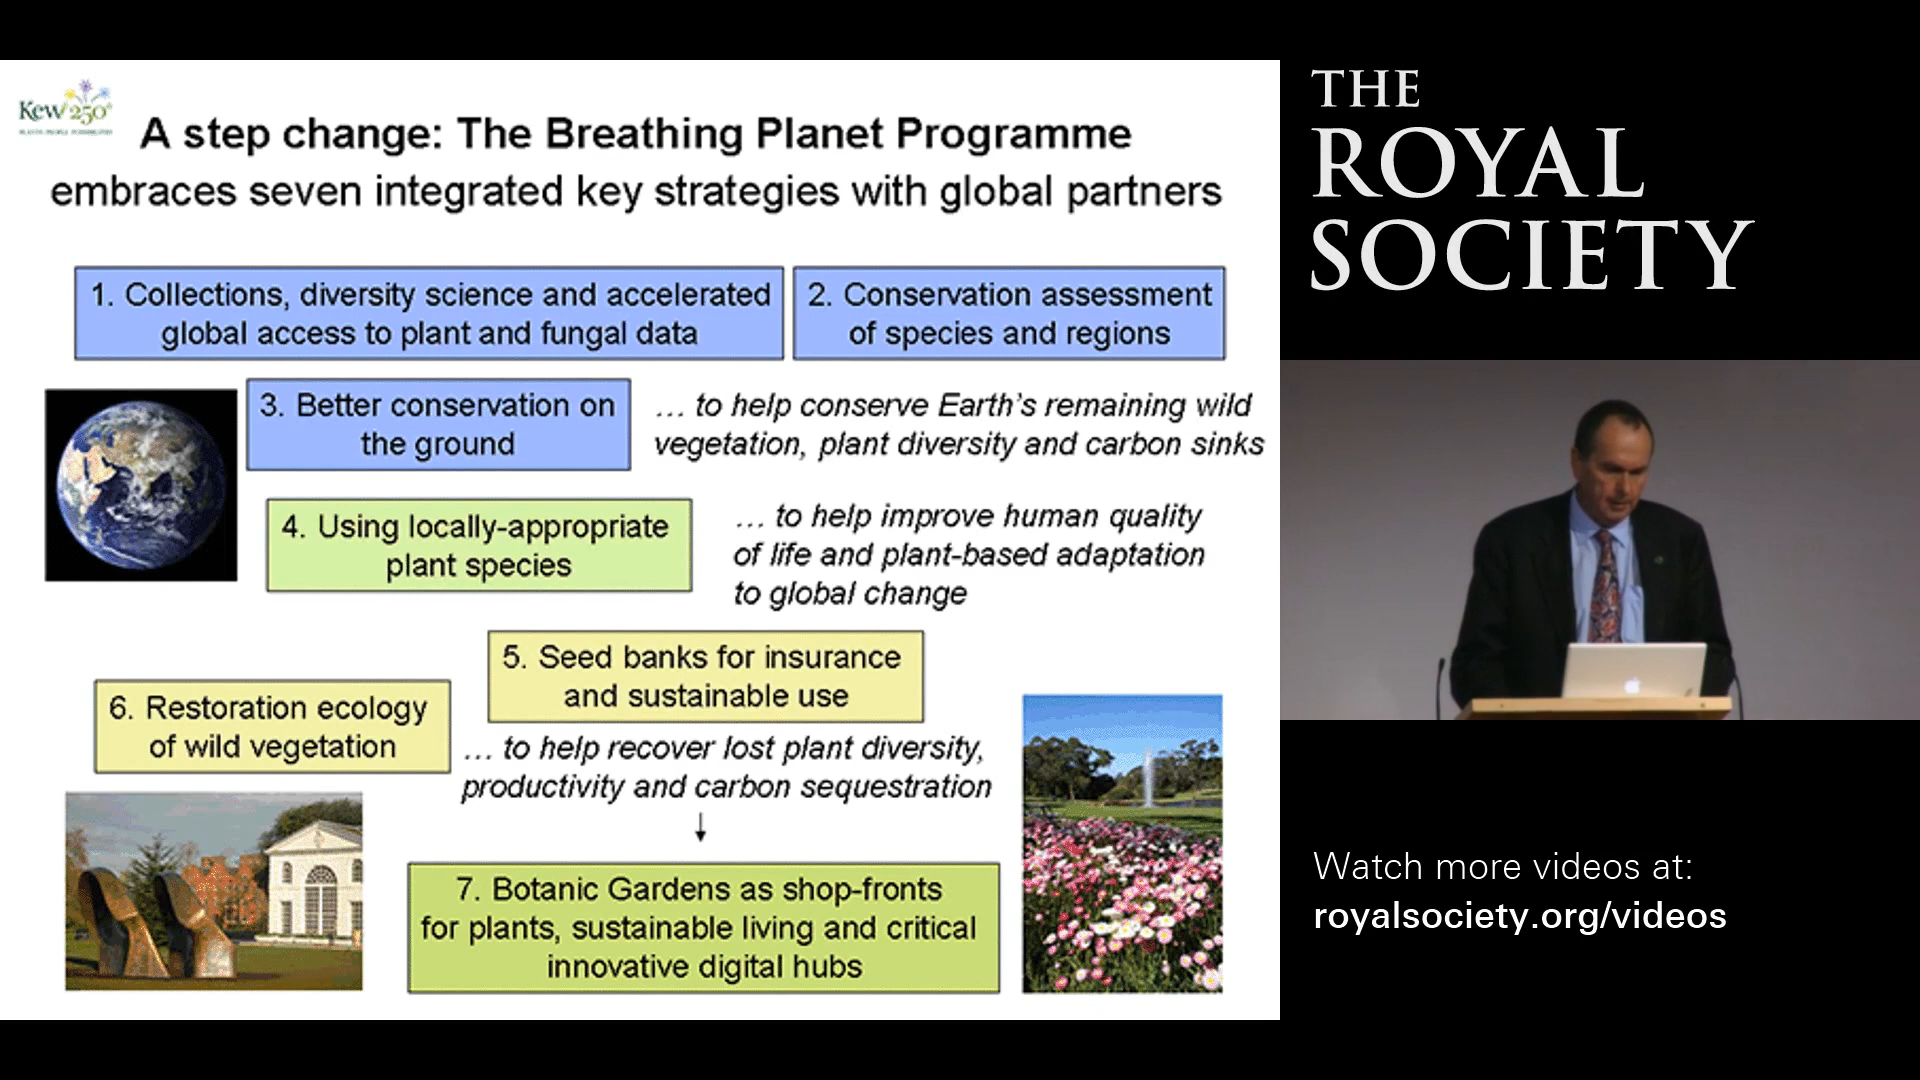 Kew 250
PLANTS PEOPLE POSSIBILITIES
A step change: The Breathing Planet Programme
embraces seven integrated key strategies with global partners
1. Collections, diversity science and accelerated
global access to plant and fungal data
2. Conservation assessment
of species and regions
3. Better conservation on
the ground
... to help conserve Earth's remaining wild
vegetation, plant diversity and carbon sinks
4. Using locally-appropriate
plant species
... to help improve human quality
of life and plant-based adaptation
to global change
5. Seed banks for insurance
and sustainable use
6. Restoration ecology
of wild vegetation
... to help recover lost plant diversity,
productivity and carbon sequestration
7. Botanic Gardens as shop-fronts
for plants, sustainable living and critical
innovative digital hubs
THE
ROYAL
SOCIETY
Watch more videos at:
royalsociety.org/videos